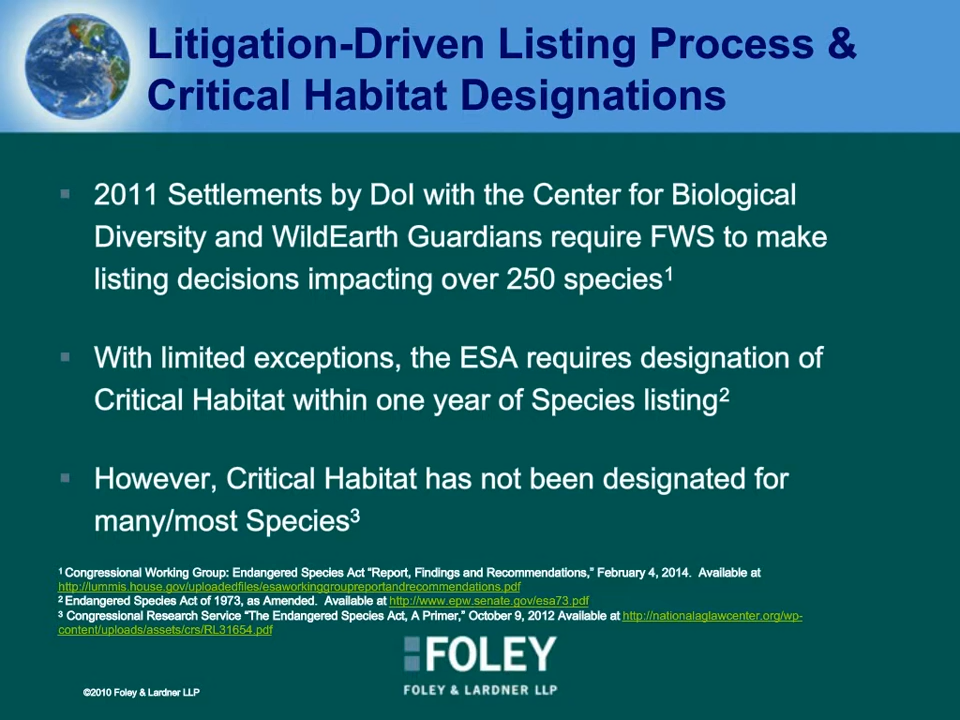 Litigation-Driven Listing Process &
Critical Habitat Designations
▪ 2011 Settlements by DoI with the Center for Biological
Diversity and WildEarth Guardians require FWS to make
listing decisions impacting over 250 species¹
▪ With limited exceptions, the ESA requires designation of
Critical Habitat within one year of Species listing²
▪ However, Critical Habitat has not been designated for
many/most Species³
¹ Congressional Working Group: Endangered Species Act “Report, Findings and Recommendations,” February 4, 2014. Available at
http://lummis.house.gov/uploadedfiles/esaworkinggroupreportandrecommendations.pdf
² Endangered Species Act of 1973, as Amended. Available at http://www.epw.senate.gov/esa73.pdf
³ Congressional Research Service “The Endangered Species Act, A Primer,” October 9, 2012 Available at http://nationalaglawcenter.org/wp-
content/uploads/assets/crs/RL31654.pdf
FOLEY
FOLEY & LARDNER LLP
©2010 Foley & Lardner LLP